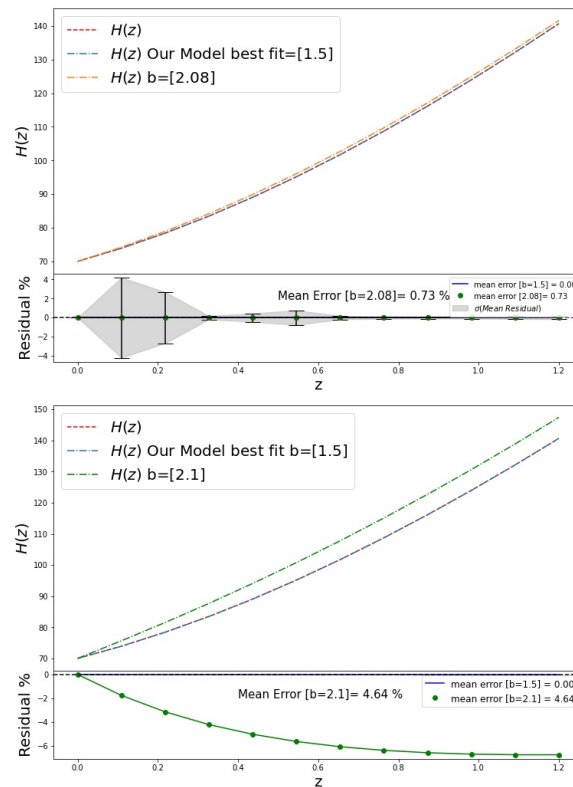 140
130
120
110
100
90
80
70
H(z)
H(z)
H(z) Our Model best fit=[1.5]
H(z) b=[2.08]
4
2
0
−2
−4
Residual %
Mean Error [b=2.08]= 0.73 %
mean error [b=1.5] = 0.00
mean error [2.08]= 0.73
σ(Mean Residual)
0.0 0.2 0.4 0.6 0.8 1.0 1.2
z
150
140
130
120
110
100
90
80
70
H(z)
H(z)
H(z) Our Model best fit b=[1.5]
H(z) b=[2.1]
0
−2
−4
−6
Residual %
Mean Error [b=2.1]= 4.64 %
mean error [b=1.5] = 0.00
mean error [b=2.1] = 4.64
0.0 0.2 0.4 0.6 0.8 1.0 1.2
z